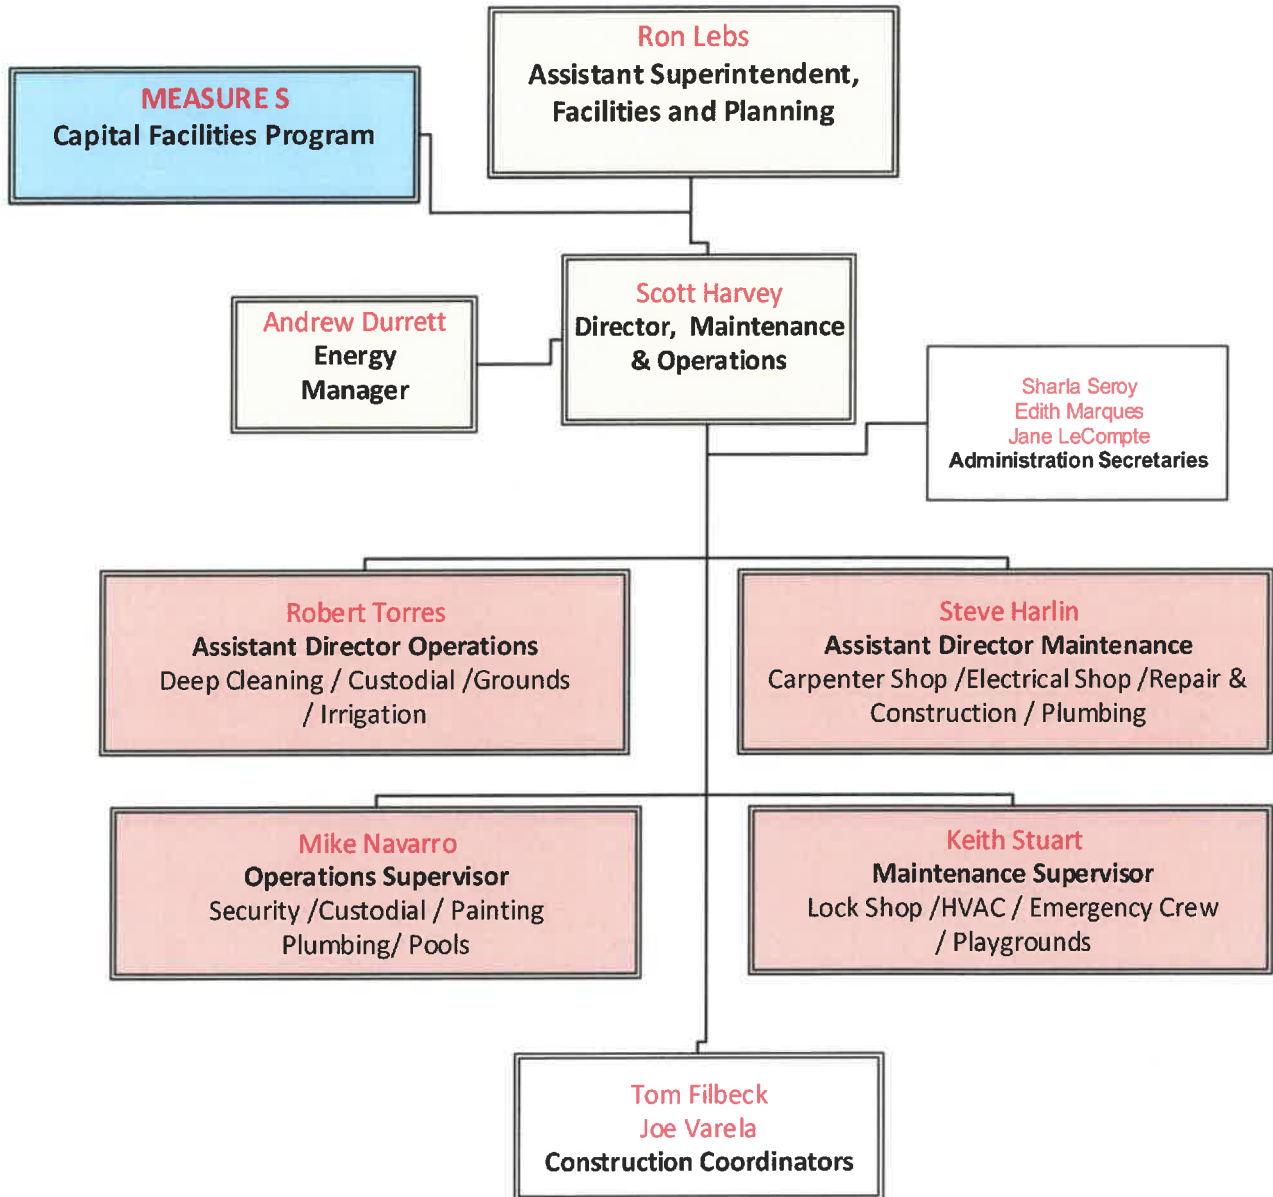 Ron Lebs
Assistant Superintendent,
Facilities and Planning
MEASURE S
Capital Facilities Program
Scott Harvey
Director, Maintenance
& Operations
Andrew Durrett
Energy
Manager
Sharla Seroy
Edith Marques
Jane LeCompte
Administration Secretaries
Robert Torres
Assistant Director Operations
Deep Cleaning / Custodial /Grounds
/ Irrigation
Steve Harlin
Assistant Director Maintenance
Carpenter Shop /Electrical Shop /Repair &
Construction / Plumbing
Mike Navarro
Operations Supervisor
Security /Custodial / Painting
Plumbing/ Pools
Keith Stuart
Maintenance Supervisor
Lock Shop /HVAC / Emergency Crew
/ Playgrounds
Tom Filbeck
Joe Varela
Construction Coordinators